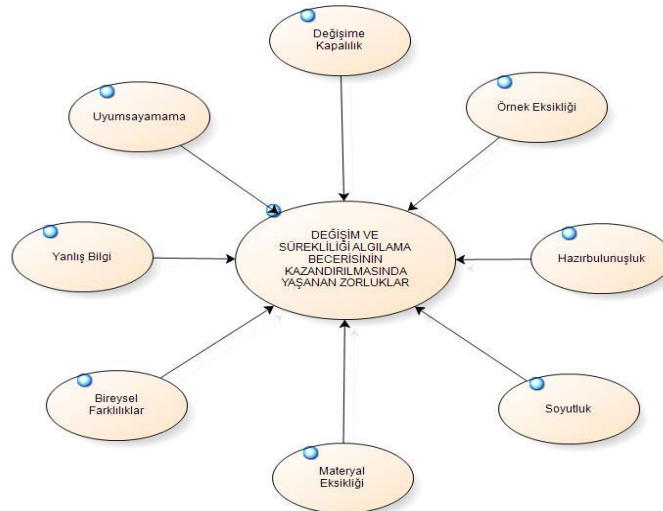 Değişime
Kapalılık
Uyumsayamama
Örnek Eksikliği
DEĞİŞİM VE
SÜREKLİLİĞİ ALGILAMA
BECERİSİNİN
KAZANDIRILMASINDA
YAŞANAN ZORLUKLAR
Yanlış Bilgi
Hazırbulunuşluk
Bireysel
Farklılıklar
Soyutluk
Materyal
Eksikliği